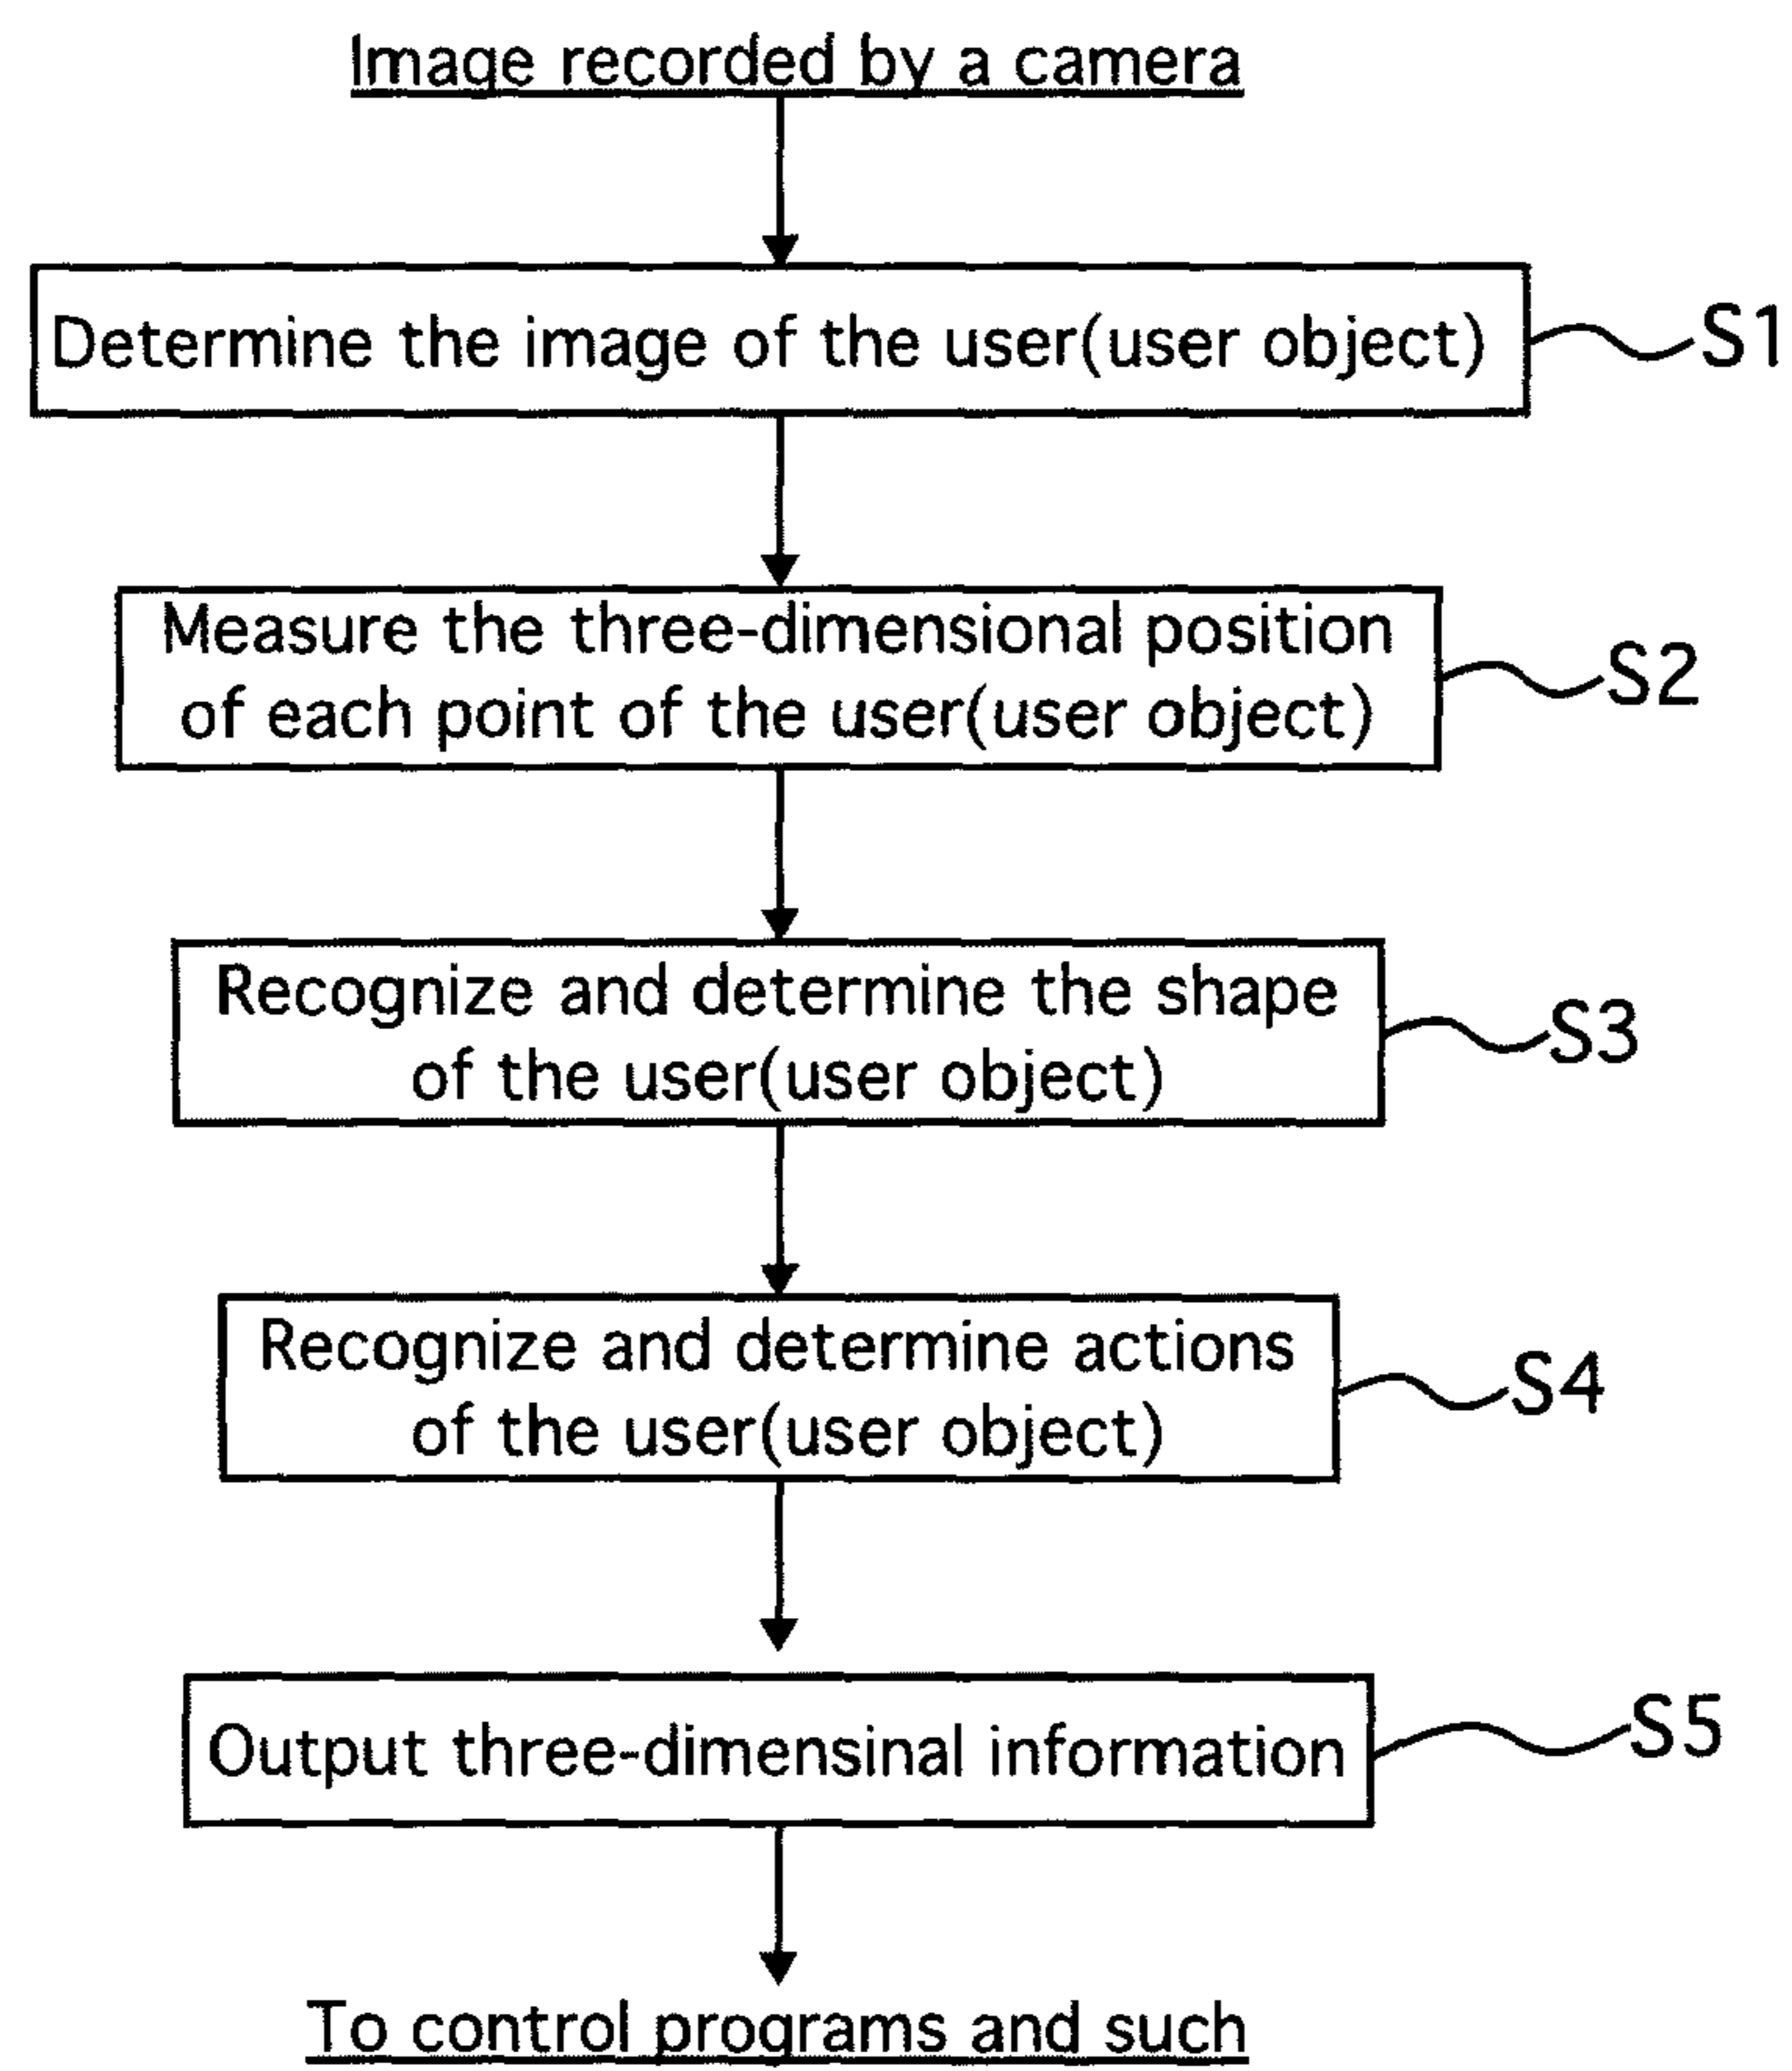 Image recorded by a camera
Determine the image of the user(user object)
S1
Measure the three-dimensional position
of each point of the user(user object)
S2
Recognize and determine the shape
of the user(user object)
S3
Recognize and determine actions
of the user(user object)
S4
Output three-dimensinal information
S5
To control programs and such